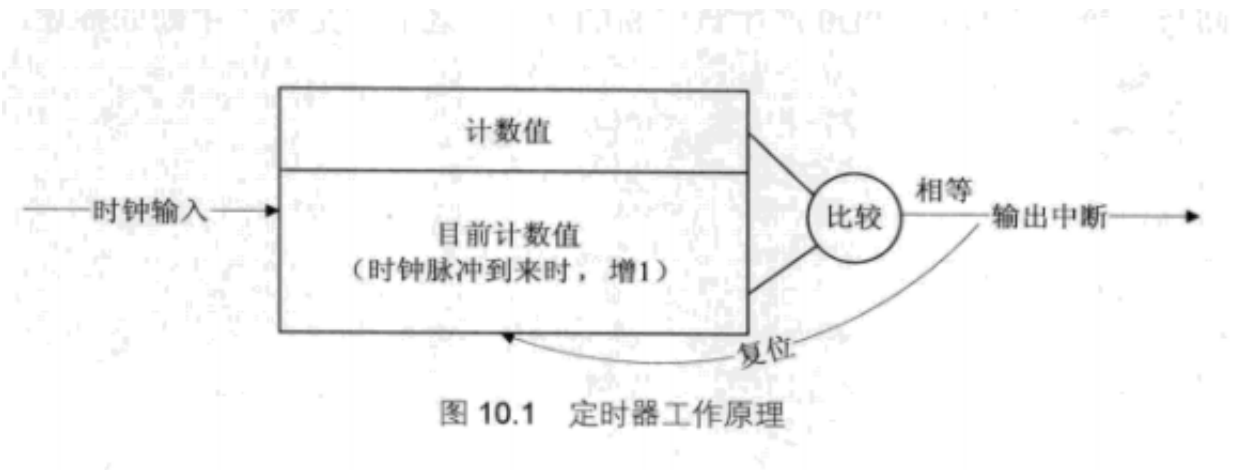 计数值
时钟输入
目前计数值
（时钟脉冲到来时，增1）
比较
相等
输出中断
复位
图 10.1 定时器工作原理